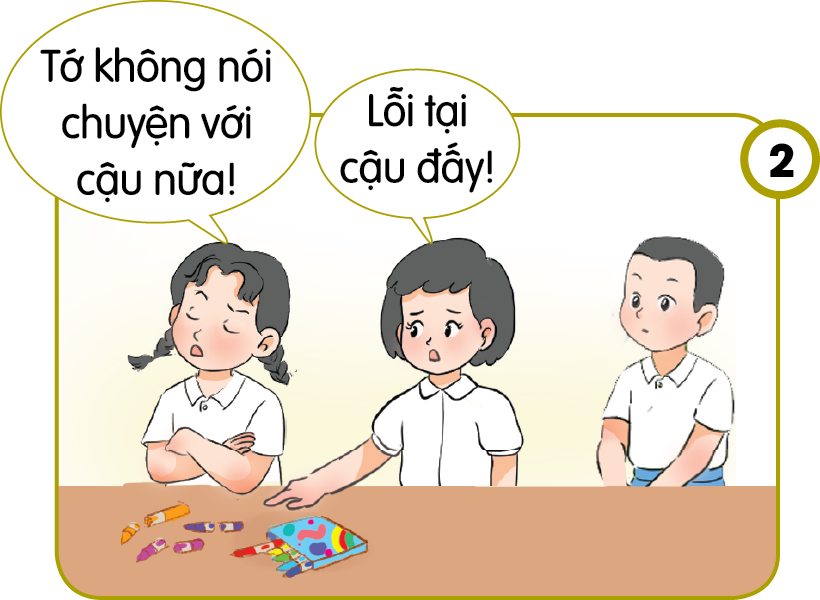 Tớ không nói
chuyện với
cậu nữa!
Lỗi tại
cậu đấy!
2